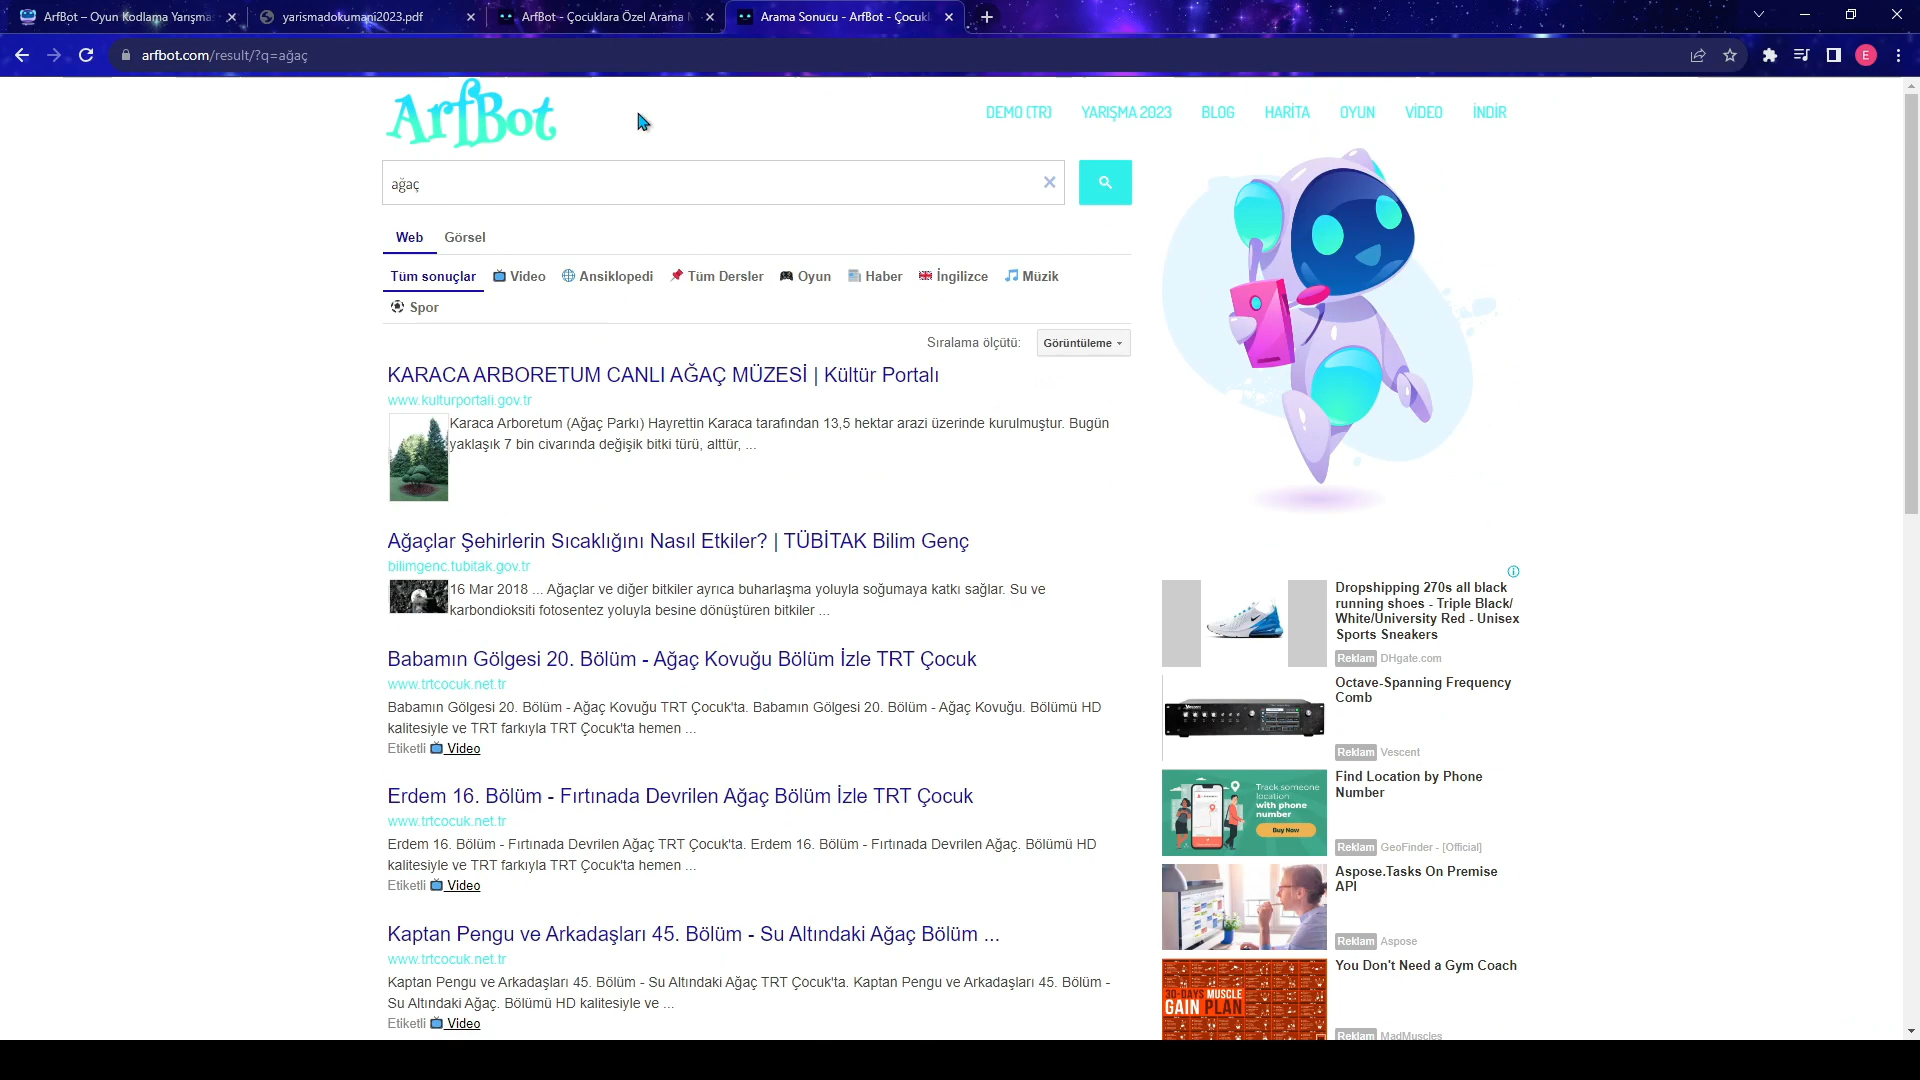 ArfBot – Oyun Kodlama Yarışma
yarismadokumani2023.pdf
ArfBot - Çocuklara Özel Arama M
Arama Sonucu - ArfBot - Çocukl
arfbot.com/result/?q=ağaç
E
ArfBot
DEMO (TR)
YARIŞMA 2023
BLOG
HARİTA
OYUN
VİDEO
İNDİR
ağaç
Web
Görsel
Tüm sonuçlar
Video
Ansiklopedi
Tüm Dersler
Oyun
Haber
İngilizce
Müzik
Spor
Sıralama ölçütü:
Görüntüleme
KARACA ARBORETUM CANLI AĞAÇ MÜZESİ | Kültür Portalı
www.kulturportali.gov.tr
Karaca Arboretum (Ağaç Parkı) Hayrettin Karaca tarafından 13,5 hektar arazi üzerinde kurulmuştur. Bugün
yaklaşık 7 bin civarında değişik bitki türü, alttür, ...
Ağaçlar Şehirlerin Sıcaklığını Nasıl Etkiler? | TÜBİTAK Bilim Genç
bilimgenc.tubitak.gov.tr
16 Mar 2018 ... Ağaçlar ve diğer bitkiler ayrıca buharlaşma yoluyla soğumaya katkı sağlar. Su ve
karbondioksiti fotosentez yoluyla besine dönüştüren bitkiler ...
Babamın Gölgesi 20. Bölüm - Ağaç Kovuğu Bölüm İzle TRT Çocuk
www.trtcocuk.net.tr
Babamın Gölgesi 20. Bölüm - Ağaç Kovuğu TRT Çocuk'ta. Babamın Gölgesi 20. Bölüm - Ağaç Kovuğu. Bölümü HD
kalitesiyle ve TRT farkıyla TRT Çocuk'ta hemen ...
Etiketli Video
Erdem 16. Bölüm - Fırtınada Devrilen Ağaç Bölüm İzle TRT Çocuk
www.trtcocuk.net.tr
Erdem 16. Bölüm - Fırtınada Devrilen Ağaç TRT Çocuk'ta. Erdem 16. Bölüm - Fırtınada Devrilen Ağaç. Bölümü HD
kalitesiyle ve TRT farkıyla TRT Çocuk'ta hemen ...
Etiketli Video
Kaptan Pengu ve Arkadaşları 45. Bölüm - Su Altındaki Ağaç Bölüm ...
www.trtcocuk.net.tr
Kaptan Pengu ve Arkadaşları 45. Bölüm - Su Altındaki Ağaç TRT Çocuk'ta. Kaptan Pengu ve Arkadaşları 45. Bölüm -
Su Altındaki Ağaç. Bölümü HD kalitesiyle ve ...
Etiketli Video
Dropshipping 270s all black
running shoes - Triple Black/
White/University Red - Unisex
Sports Sneakers
Reklam DHgate.com
Octave-Spanning Frequency
Comb
Reklam Vescent
Track someone
location
with phone
number
Buy Now
Find Location by Phone
Number
Reklam GeoFinder - [Official]
Aspose.Tasks On Premise
API
Reklam Aspose
30-DAYS MUSCLE
GAIN PLAN
You Don't Need a Gym Coach
Reklam MadMuscles